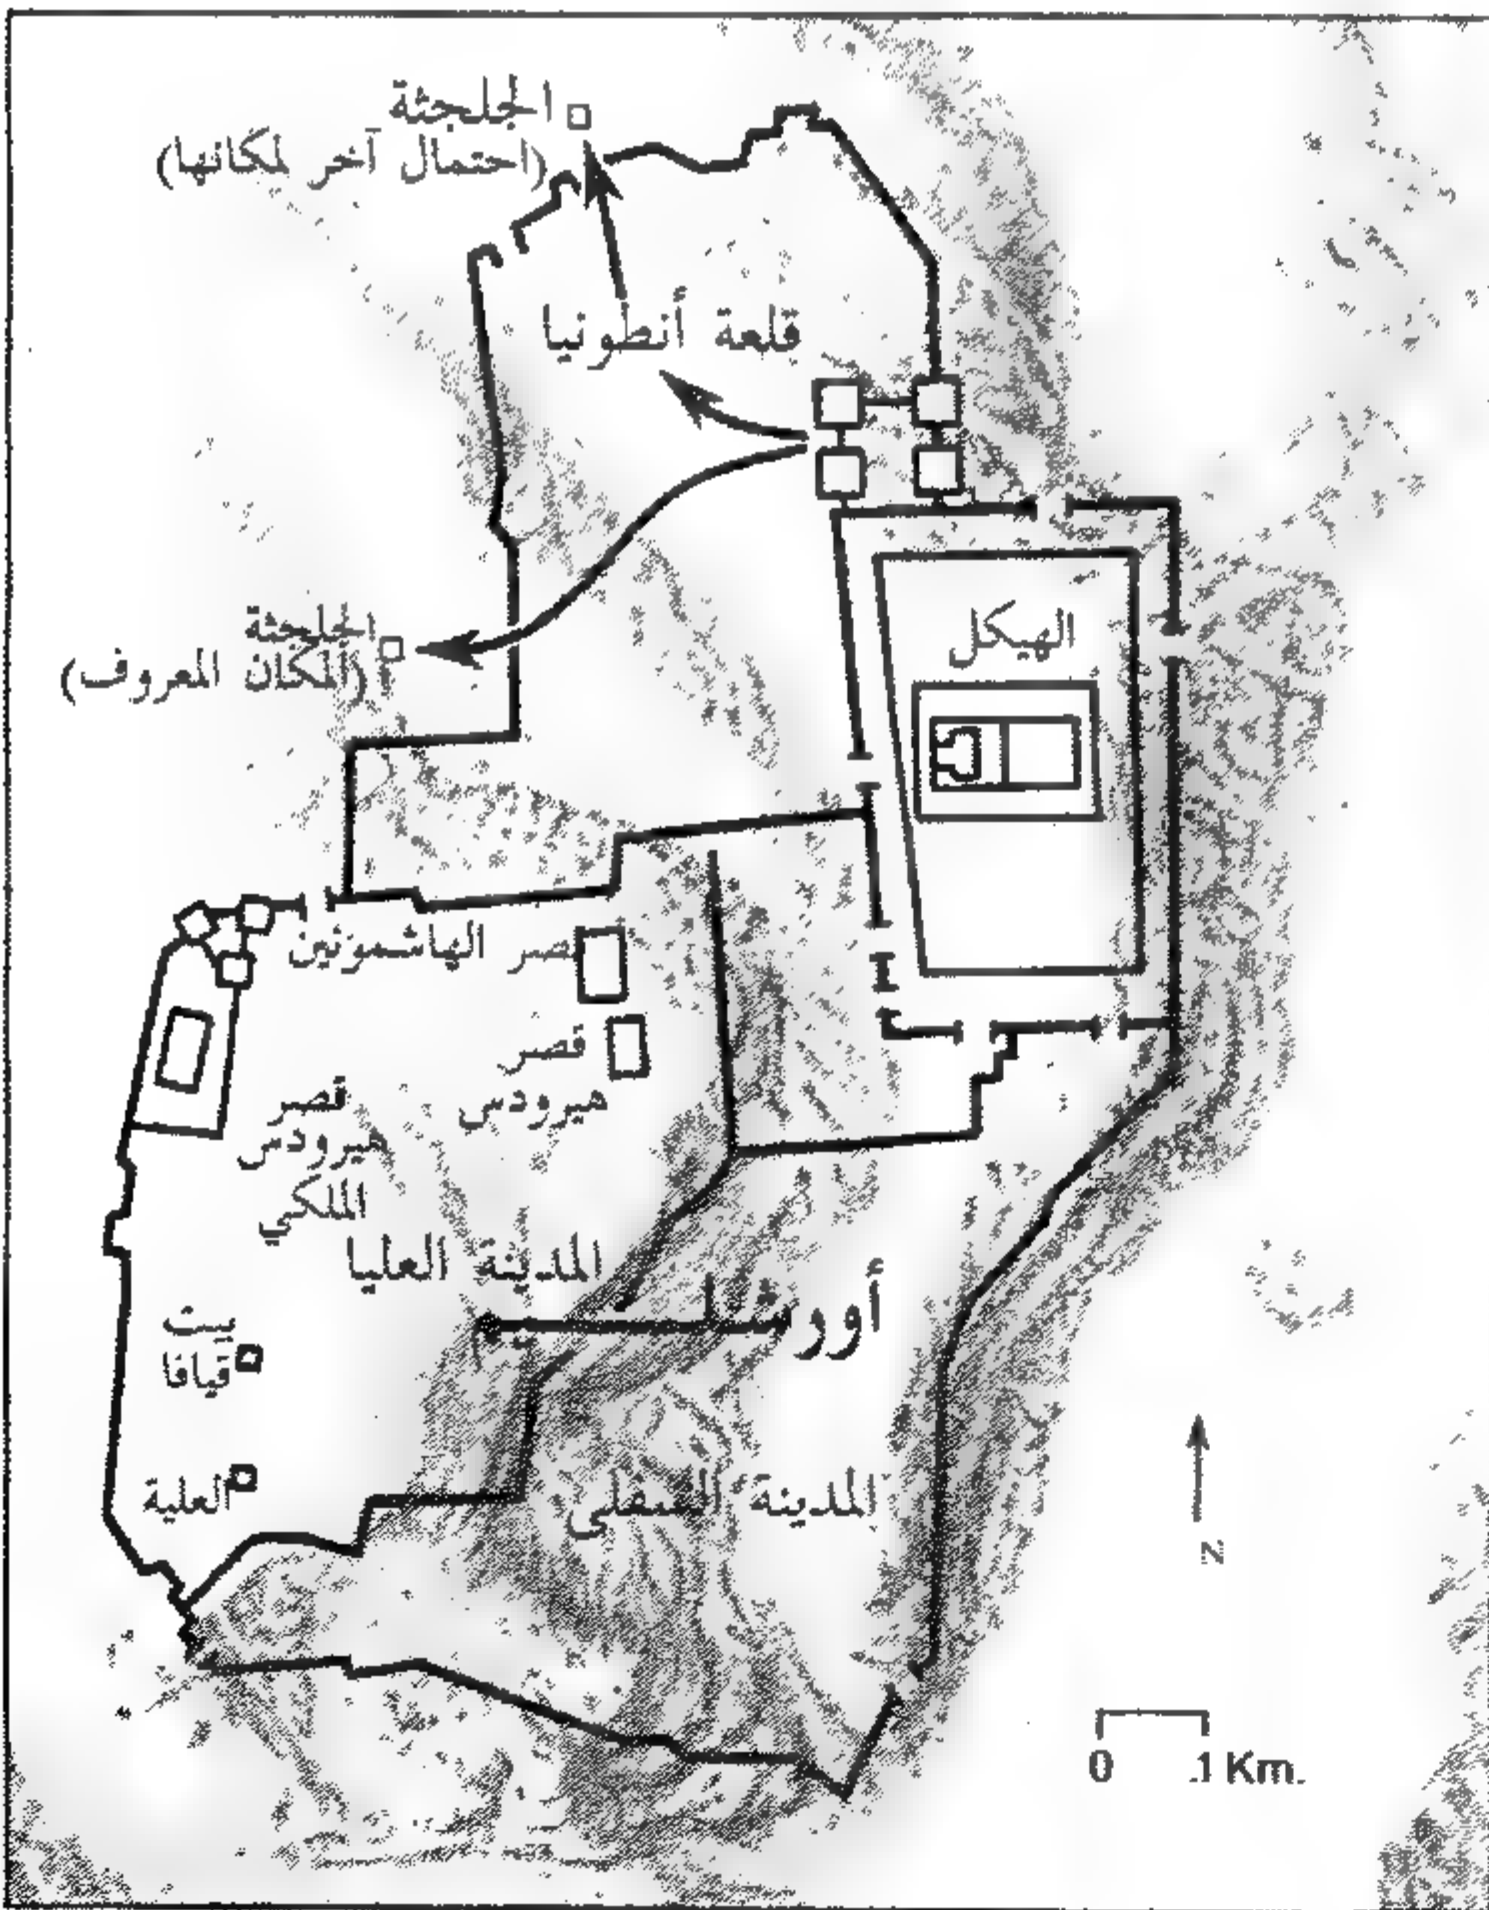 الجلجثة
(احتمال آخر لمكانها)
قلعة أنطونيا
الجلجثة
(المكان المعروف)
الهيكل
قصر الهاشمونين
قصر
هيرودس
قصر
هيرودس
الملكي
المدينة العليا
أورشليم
بيت
قيافا
العلية
المدينة السفلى
N
0 .1 Km.